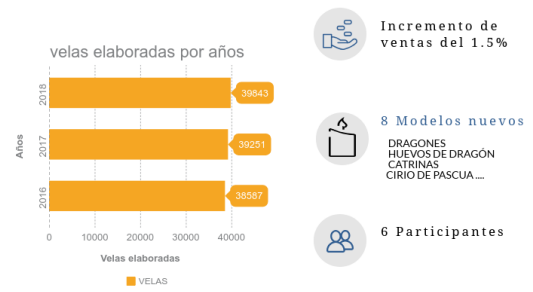 velas elaboradas por años
2018
39843
2017
39251
2016
38587
Años
0 10000 20000 30000 40000
Velas elaboradas
VELAS
Incremento de
ventas del 1.5%
8 Modelos nuevos
DRAGONES
HUEVOS DE DRAGÓN
CATRINAS
CIRIO DE PASCUA ....
6 Participantes